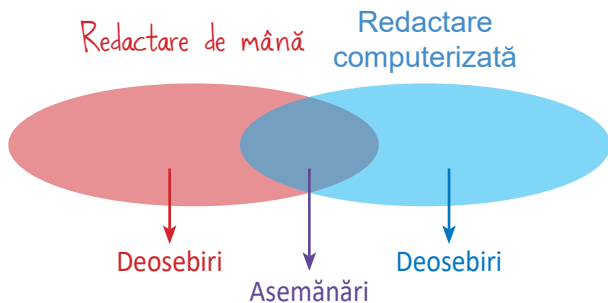 Redactare de mână
Redactare
computerizată
Deosebiri
Asemănări
Deosebiri